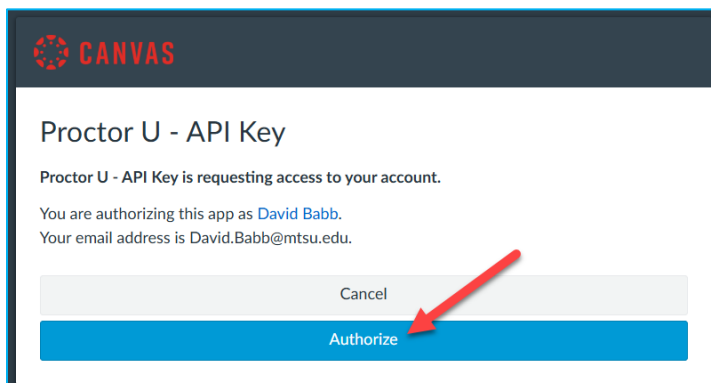 CANVAS
Proctor U - API Key
Proctor U - API Key is requesting access to your account.
You are authorizing this app as David Babb.
Your email address is David.Babb@mtsu.edu.
Cancel
Authorize